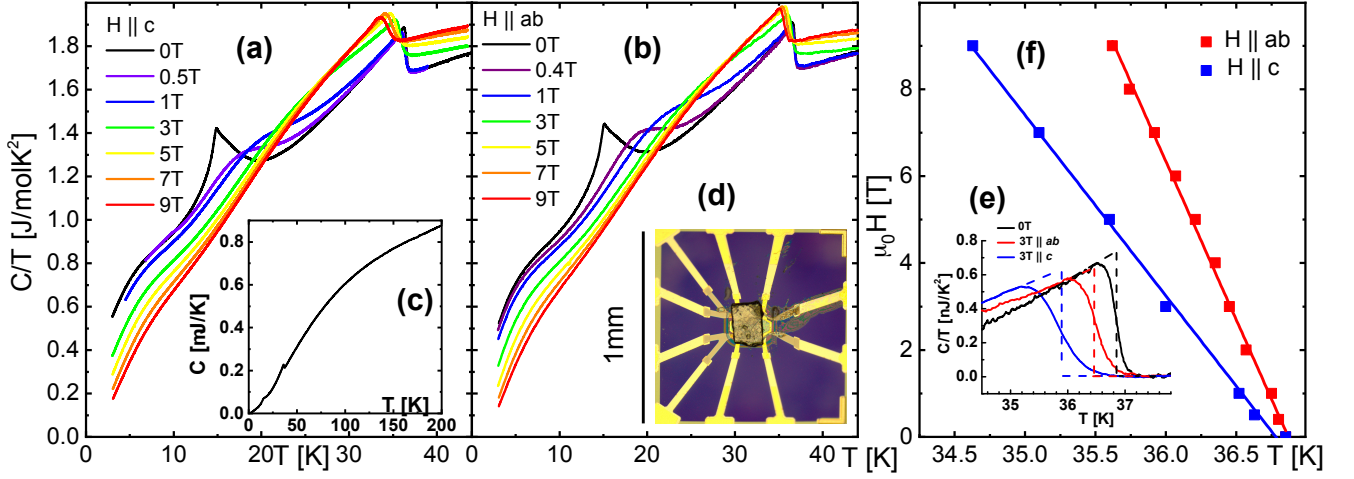 H || c
0T
0.5T
1T
3T
5T
7T
9T
(a)
C/T [J/molK²]
1.8
1.6
1.4
1.2
1.0
0.8
0.6
0.4
0.2
0.0
0 10 20 30 40
T [K]
(c)
C [mJ/K]
0.8
0.6
0.4
0.2
0.0
0 50 100 150 200
T [K]
H || ab
0T
0.4T
1T
3T
5T
7T
9T
(b)
(d)
1mm
0 10 20 30 40
T [K]
(f)
H || ab
H || c
μ₀H [T]
8
6
4
2
0
34.5 35.0 35.5 36.0 36.5
T [K]
(e)
0T
3T || ab
3T || c
C/T [nJ/K²]
0.8
0.6
0.4
0.2
0.0
35 36 37
T [K]